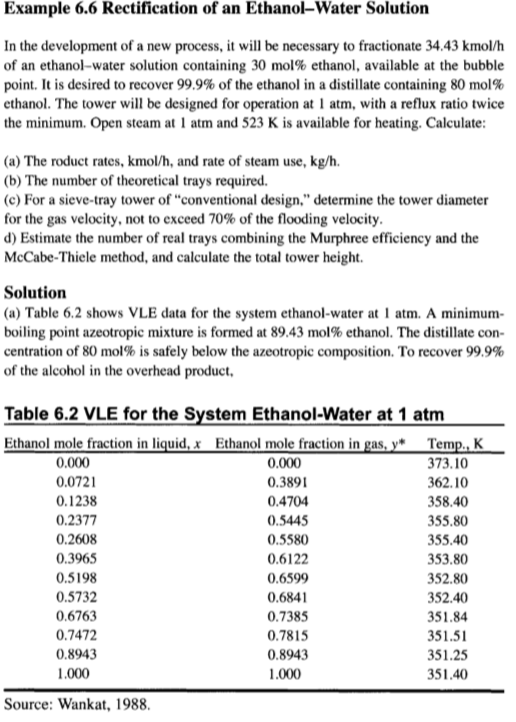 Example 6.6 Rectification of an Ethanol–Water Solution
In the development of a new process, it will be necessary to fractionate 34.43 kmol/h
of an ethanol–water solution containing 30 mol% ethanol, available at the bubble
point. It is desired to recover 99.9% of the ethanol in a distillate containing 80 mol%
ethanol. The tower will be designed for operation at 1 atm, with a reflux ratio twice
the minimum. Open steam at 1 atm and 523 K is available for heating. Calculate:
(a) The roduct rates, kmol/h, and rate of steam use, kg/h.
(b) The number of theoretical trays required.
(c) For a sieve-tray tower of “conventional design,” determine the tower diameter
for the gas velocity, not to exceed 70% of the flooding velocity.
d) Estimate the number of real trays combining the Murphree efficiency and the
McCabe-Thiele method, and calculate the total tower height.
Solution
(a) Table 6.2 shows VLE data for the system ethanol-water at 1 atm. A minimum-
boiling point azeotropic mixture is formed at 89.43 mol% ethanol. The distillate con-
centration of 80 mol% is safely below the azeotropic composition. To recover 99.9%
of the alcohol in the overhead product,
Table 6.2 VLE for the System Ethanol-Water at 1 atm
Ethanol mole fraction in liquid, x Ethanol mole fraction in gas, y* Temp., K
0.000 0.000 373.10
0.0721 0.3891 362.10
0.1238 0.4704 358.40
0.2377 0.5445 355.80
0.2608 0.5580 355.40
0.3965 0.6122 353.80
0.5198 0.6599 352.80
0.5732 0.6841 352.40
0.6763 0.7385 351.84
0.7472 0.7815 351.51
0.8943 0.8943 351.25
1.000 1.000 351.40
Source: Wankat, 1988.